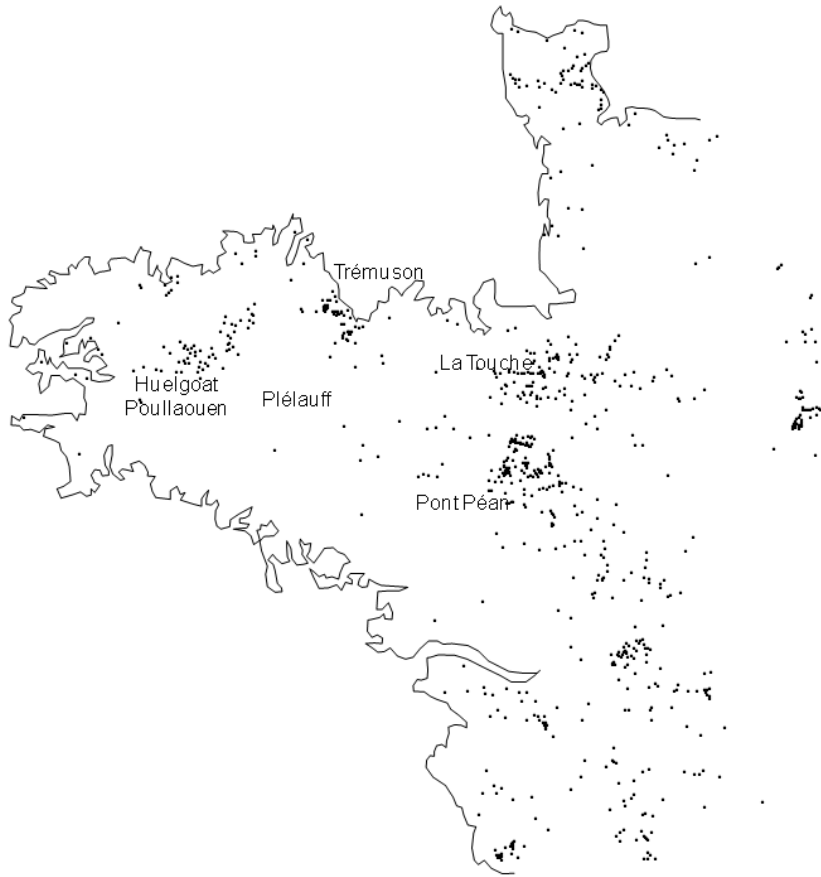 Trémuson
La Touche
Huelgoat
Poullaouen
Plélauff
Pont Péan